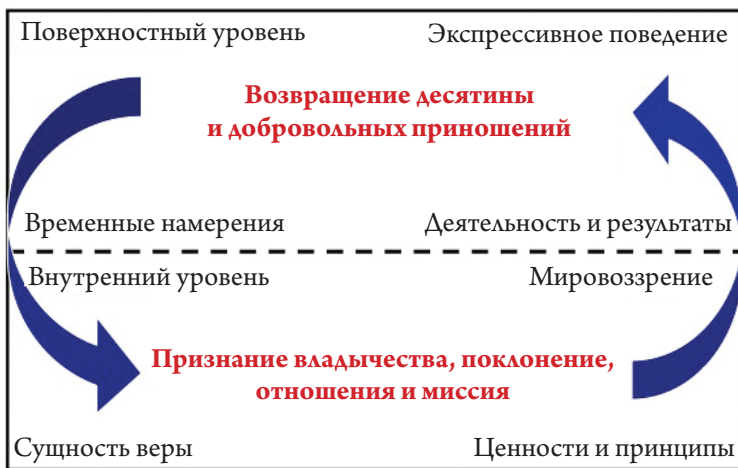 Поверхностный уровень
Экспрессивное поведение
Возвращение десятины
и добровольных приношений
Временные намерения
Деятельность и результаты
Внутренний уровень
Мировоззрение
Признание владычества, поклонение,
отношения и миссия
Сущность веры
Ценности и принципы